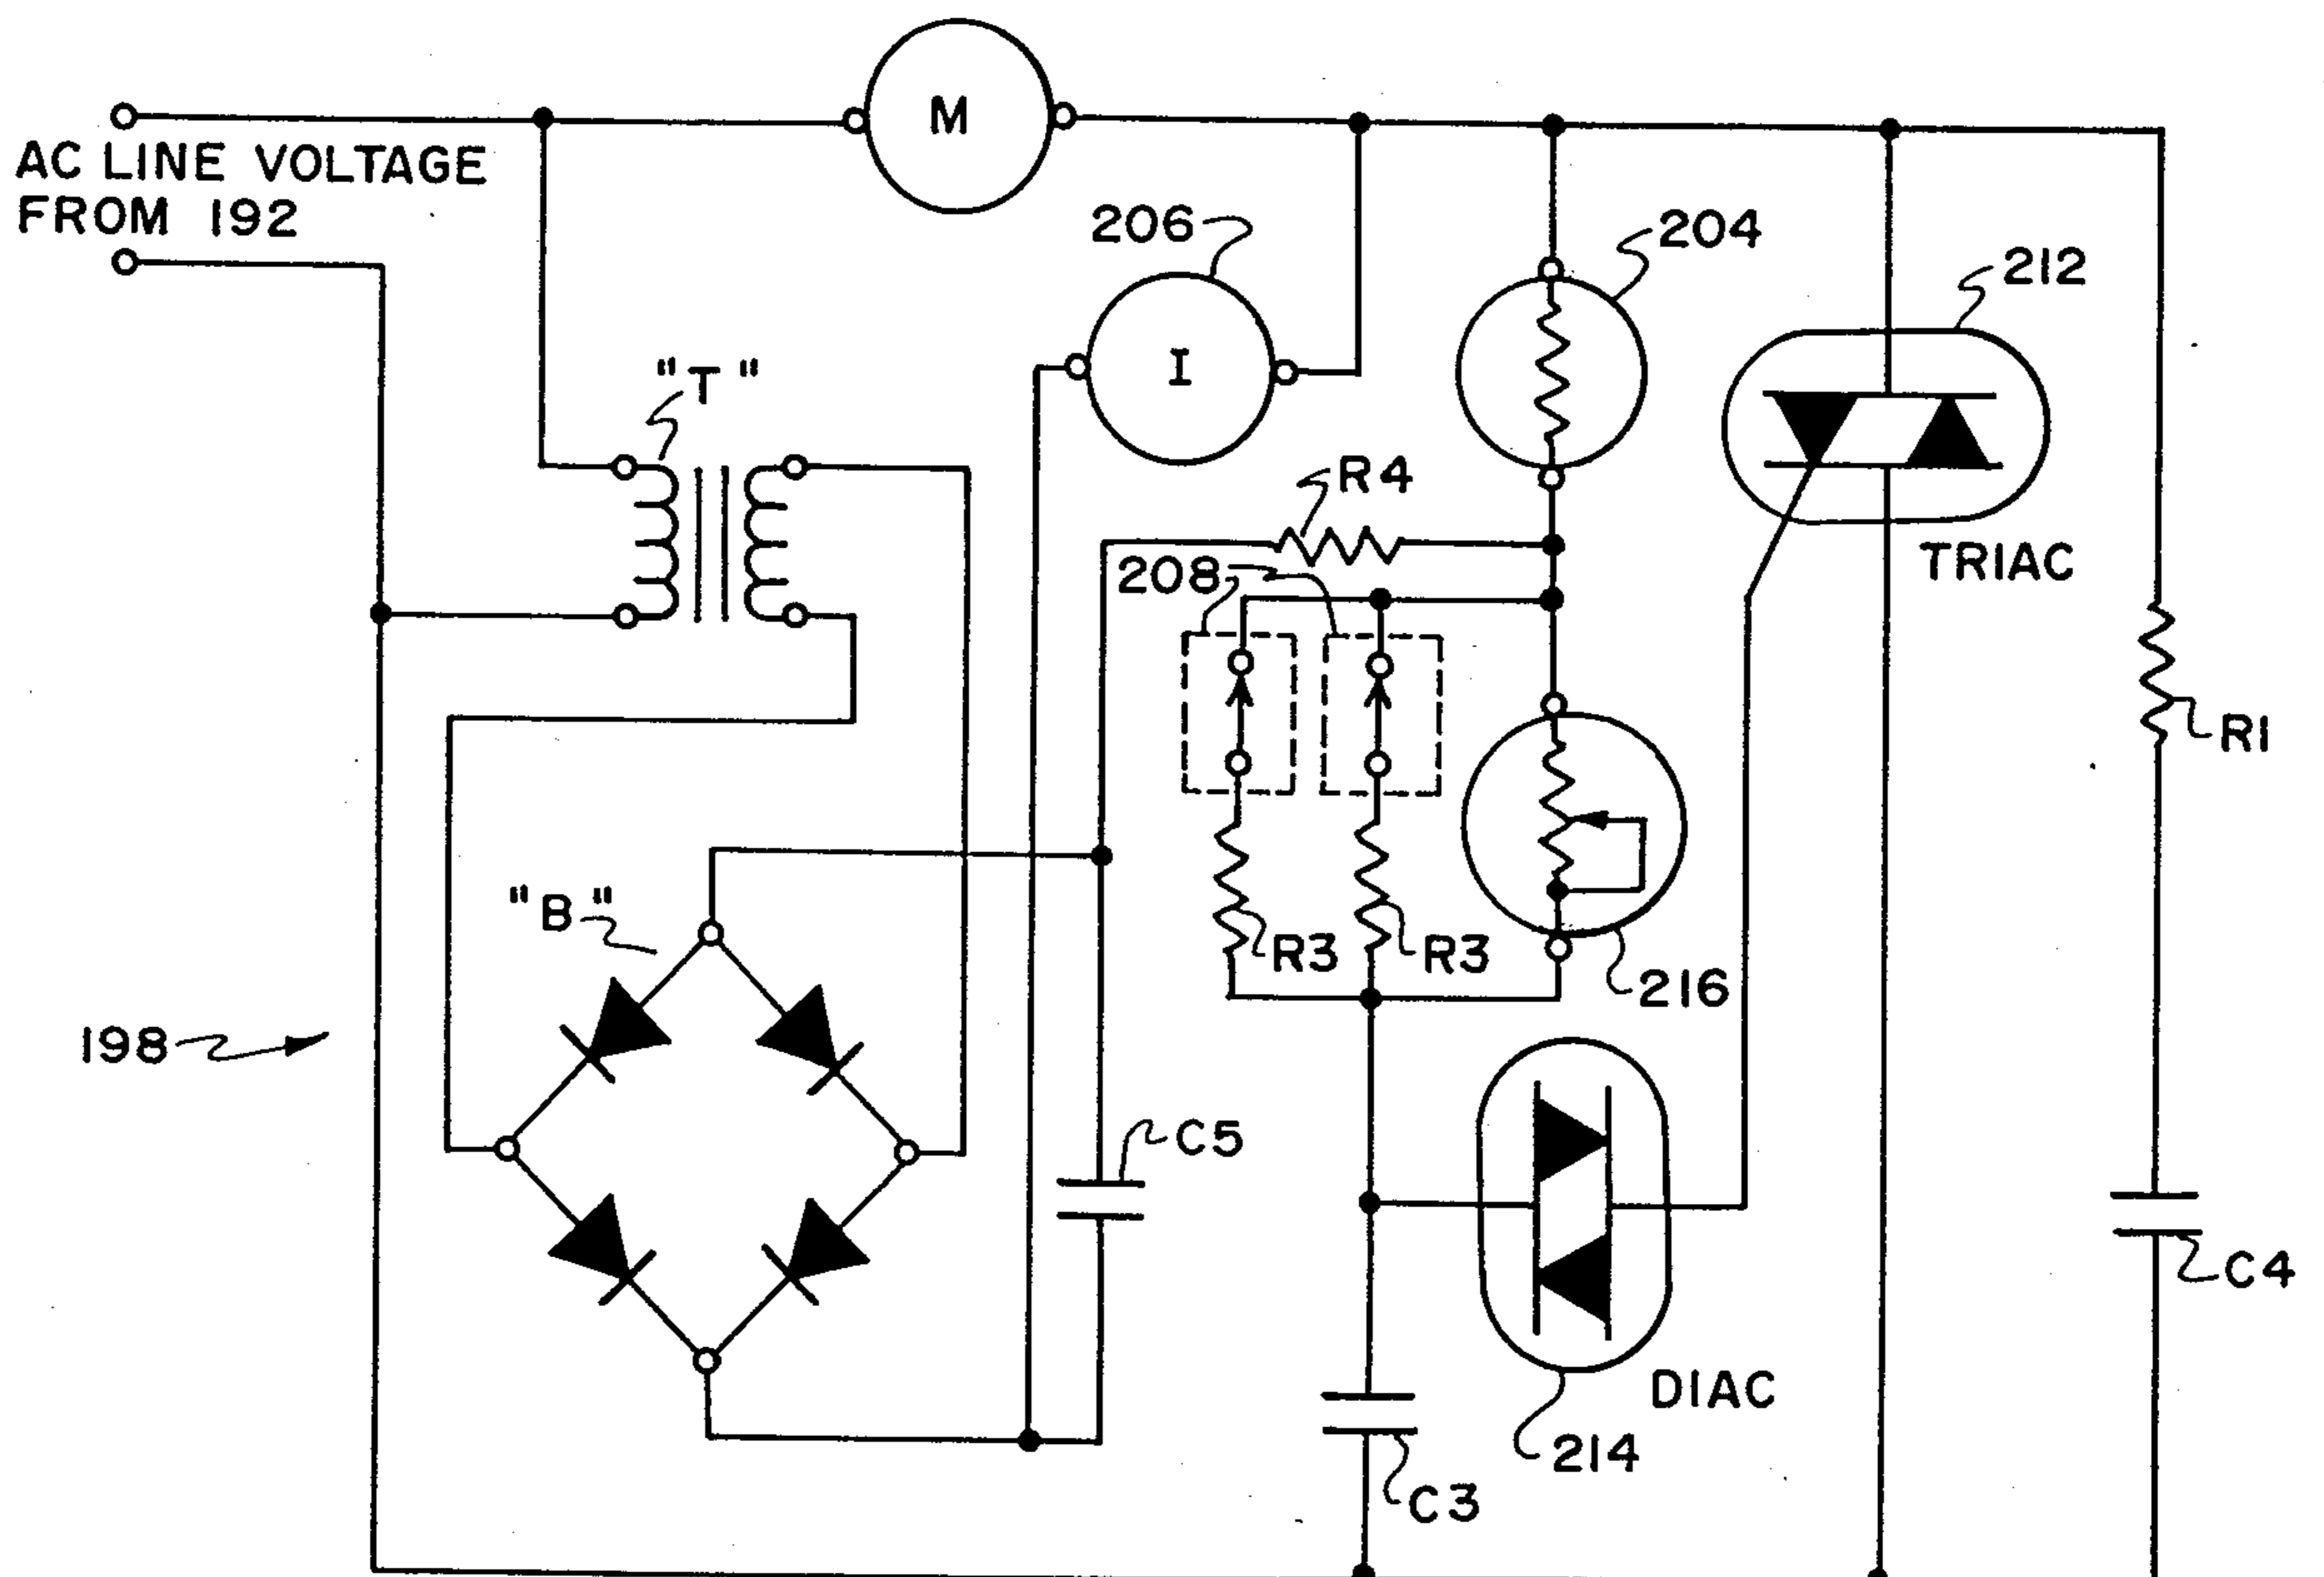 M
AC LINE VOLTAGE
FROM 192
206
204
212
"T"
I
R4
208
TRIAC
R1
"B"
R3
R3
216
198
C5
C4
DIAC
214
C3